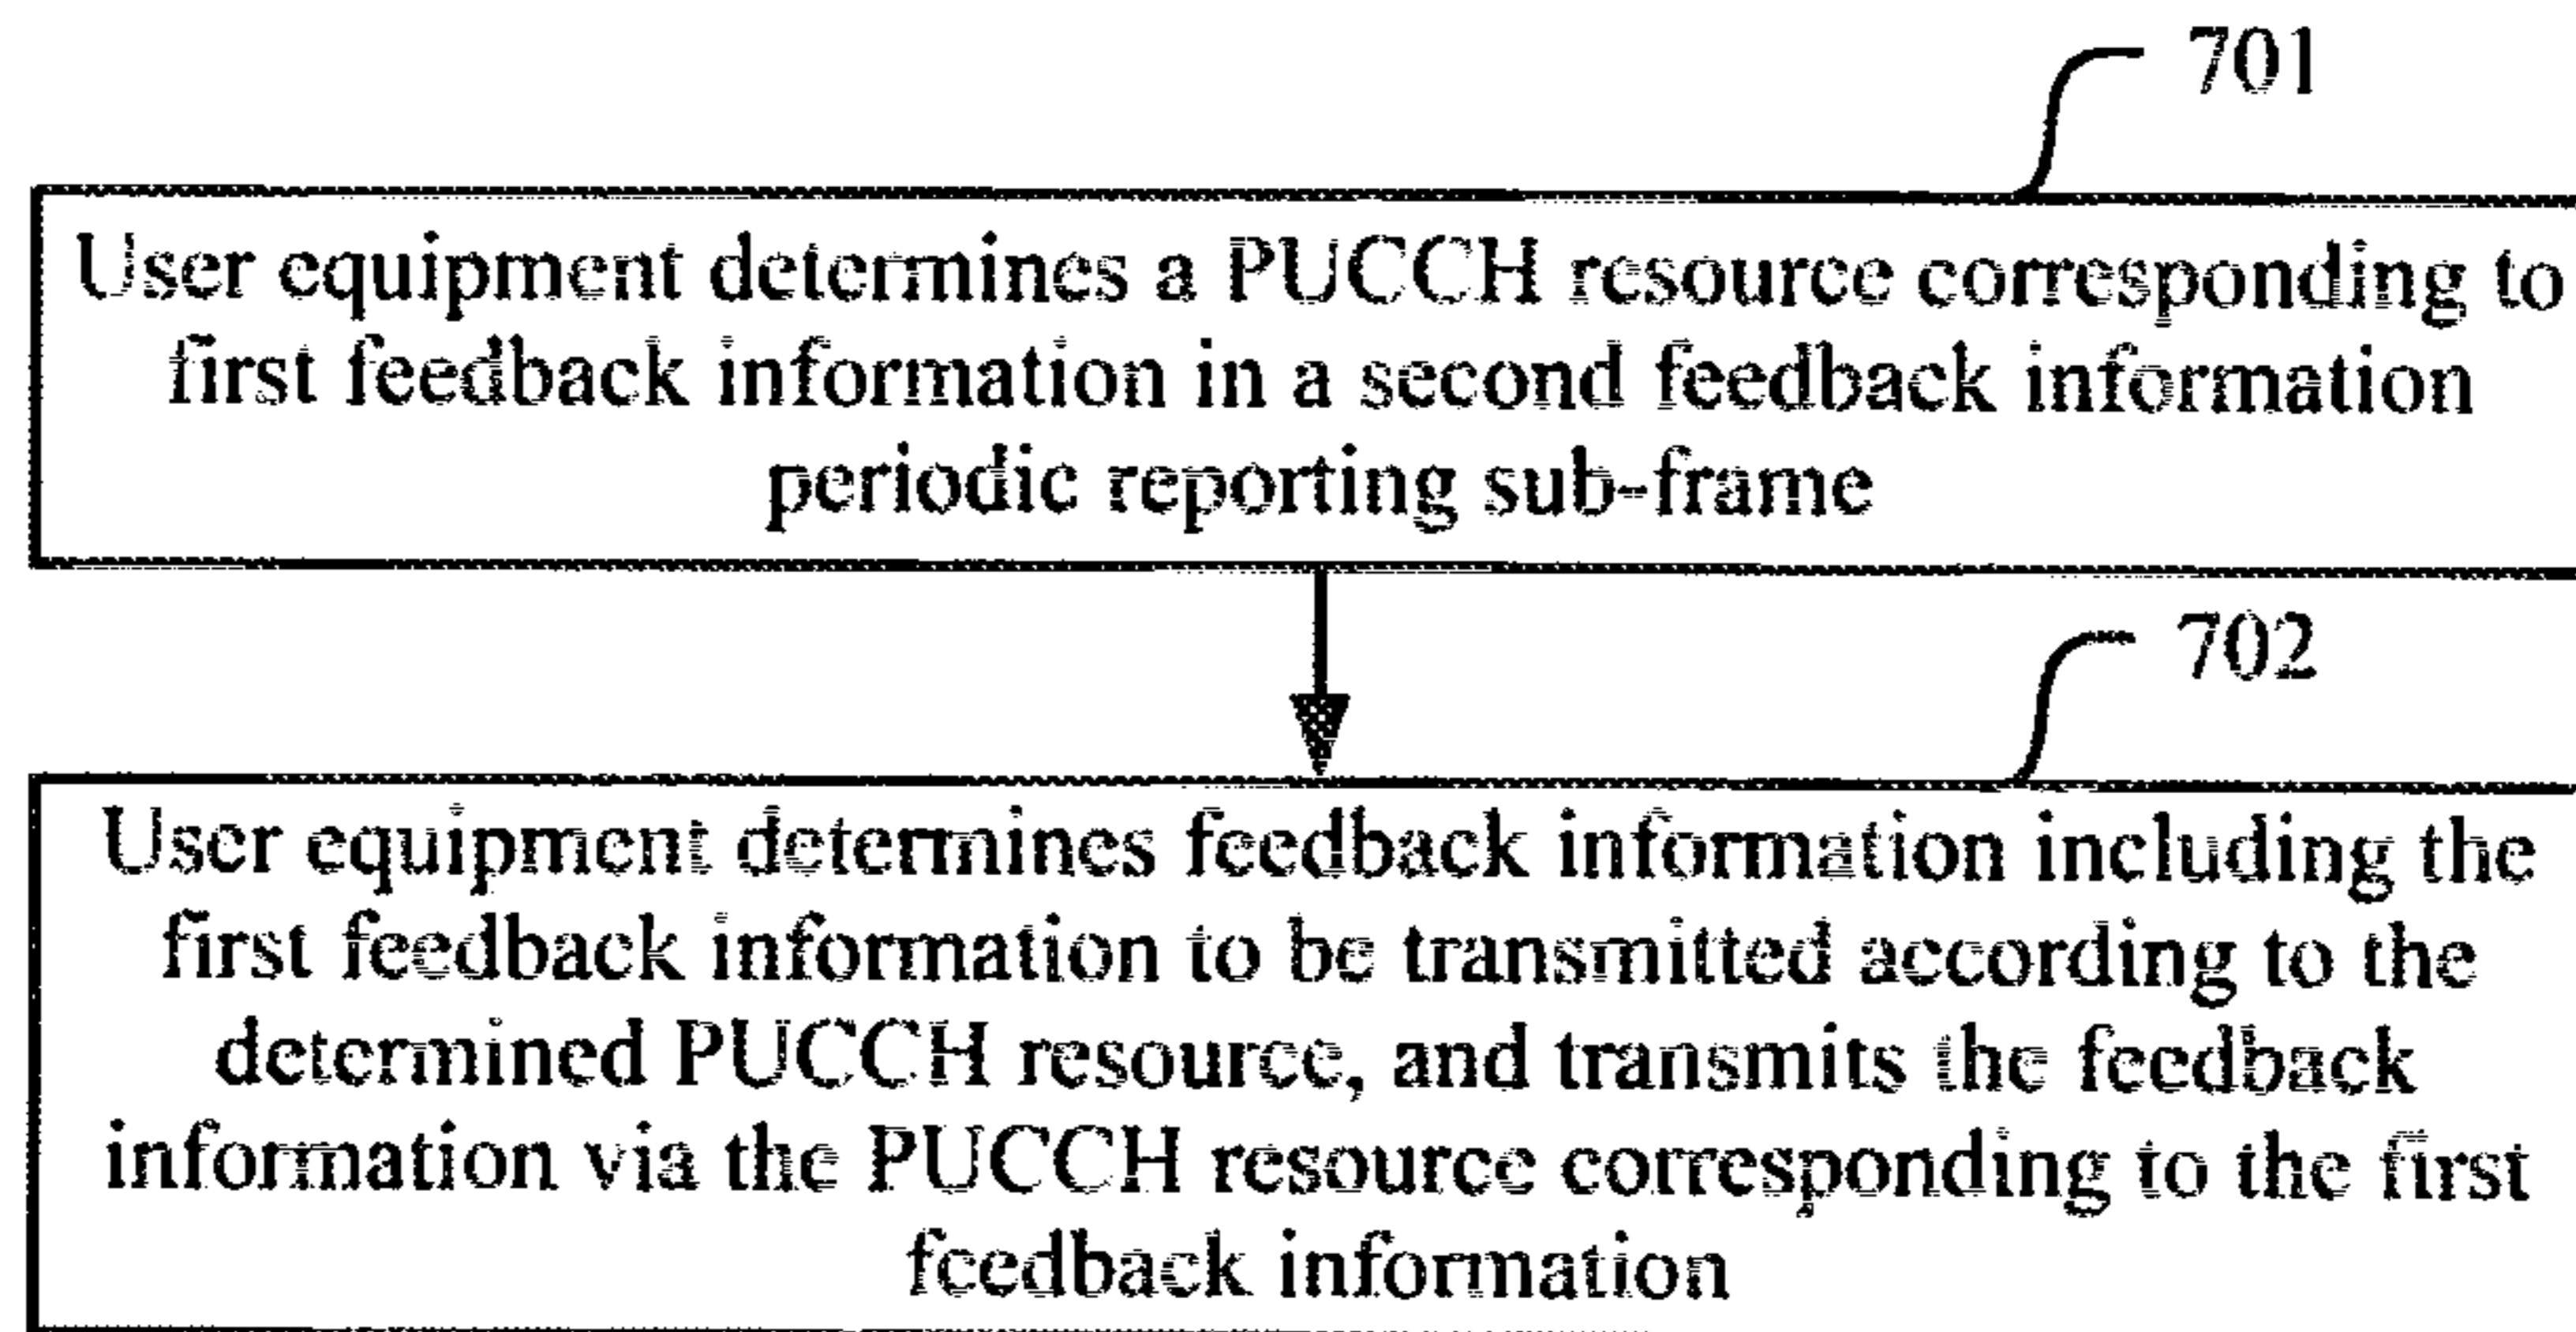 701
User equipment determines a PUCCH resource corresponding to
first feedback information in a second feedback information
periodic reporting sub-frame
702
User equipment determines feedback information including the
first feedback information to be transmitted according to the
determined PUCCH resource, and transmits the feedback
information via the PUCCH resource corresponding to the first
feedback information